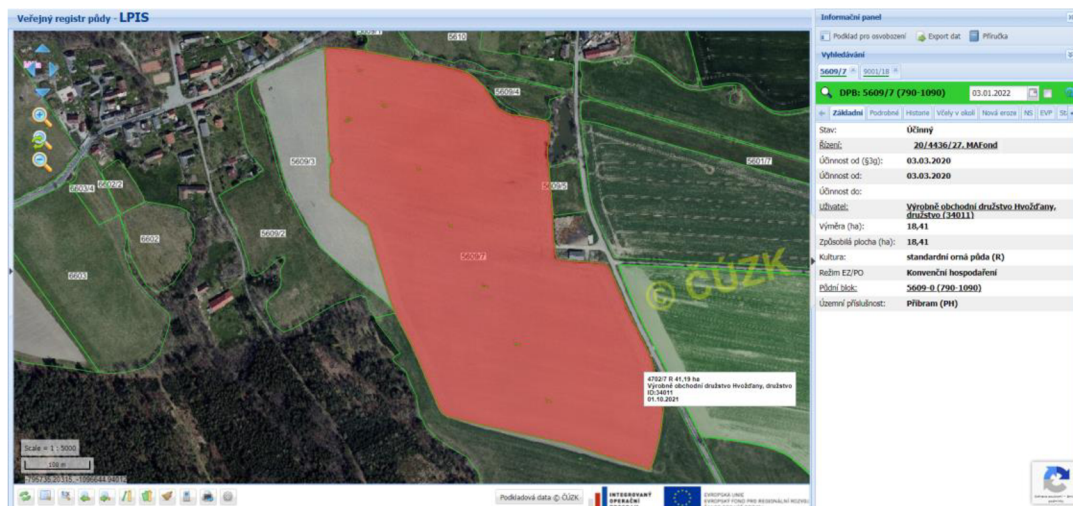 Veřejný registr půdy - LPIS
5609/1
5610
5609/4
5609/3
5601/7
5609/5
6603/4
6602/2
6602
5609/2
6603
5609/7
© ČÚZK
4702/7 R 41,19 ha
Výrobně obchodní družstvo Hvožďany, družstvo
ID:34011
01.10.2021
Scale = 1 : 5000
100 m
Podkladová data © ČÚZK
INTEGROVANÝ
OPERAČNÍ
EVROPSKÁ UNIE
EVROPSKÝ FOND PRO REGIONÁLNÍ ROZVOJ
Informační panel
Podklad pro osvobození
Export dat
Příručka
Vyhledávání
5609/7
9001/18
DPB: 5609/7 (790-1090)
03.01.2022
Základní
Podrobné
Historie
Včely v okolí
Nová eroze
NS
EVP
Stav:
Účinný
Řízení:
20/4436/27, MAFond
Účinnost od (§3g):
03.03.2020
Účinnost od:
03.03.2020
Účinnost do:
Uživatel:
Výrobně obchodní družstvo Hvožďany,
družstvo (34011)
Výměra (ha):
18,41
Způsobilá plocha (ha):
18,41
Kultura:
standardní orná půda (R)
Režim EZ/PO
Konvenční hospodaření
Půdní blok:
5609-0 (790-1090)
Územní příslušnost:
Příbram (PH)